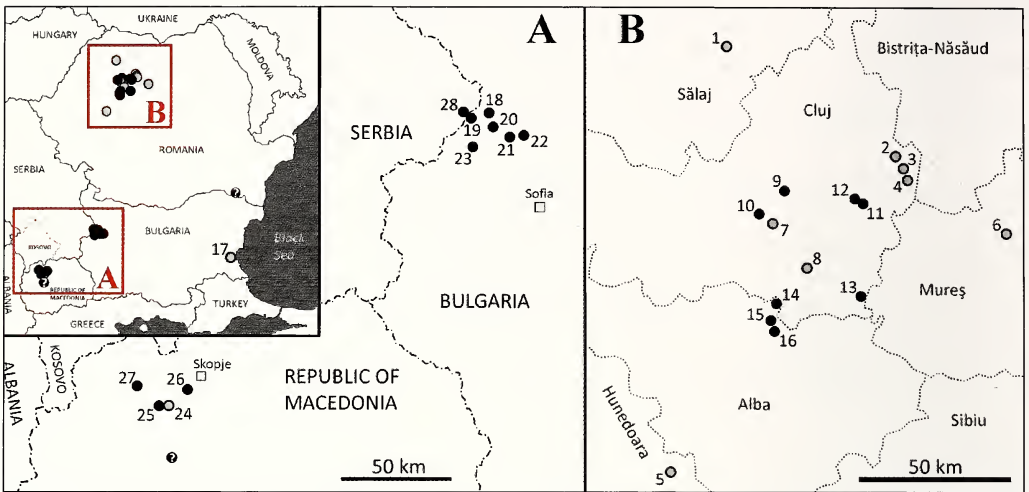 UKRAINE
HUNGARY
MOLDOVA
B
ROMANIA
SERBIA
?
BULGARIA
17
Black
Sea
KOSOVO
A
?
REPUBLIC OF
MACEDONIA
ALBANIA
TURKEY
GREECE
A
SERBIA
28
18
19
20
21
22
23
Sofia
BULGARIA
KOSOVO
ALBANIA
Skopje
27
26
25
24
REPUBLIC OF
MACEDONIA
?
50 km
B
1
Bistrița-Năsăud
Sălaj
Cluj
2
3
4
9
12
11
10
7
6
8
13
Mureş
14
15
16
Alba
Hunedoara
Sibiu
5
50 km